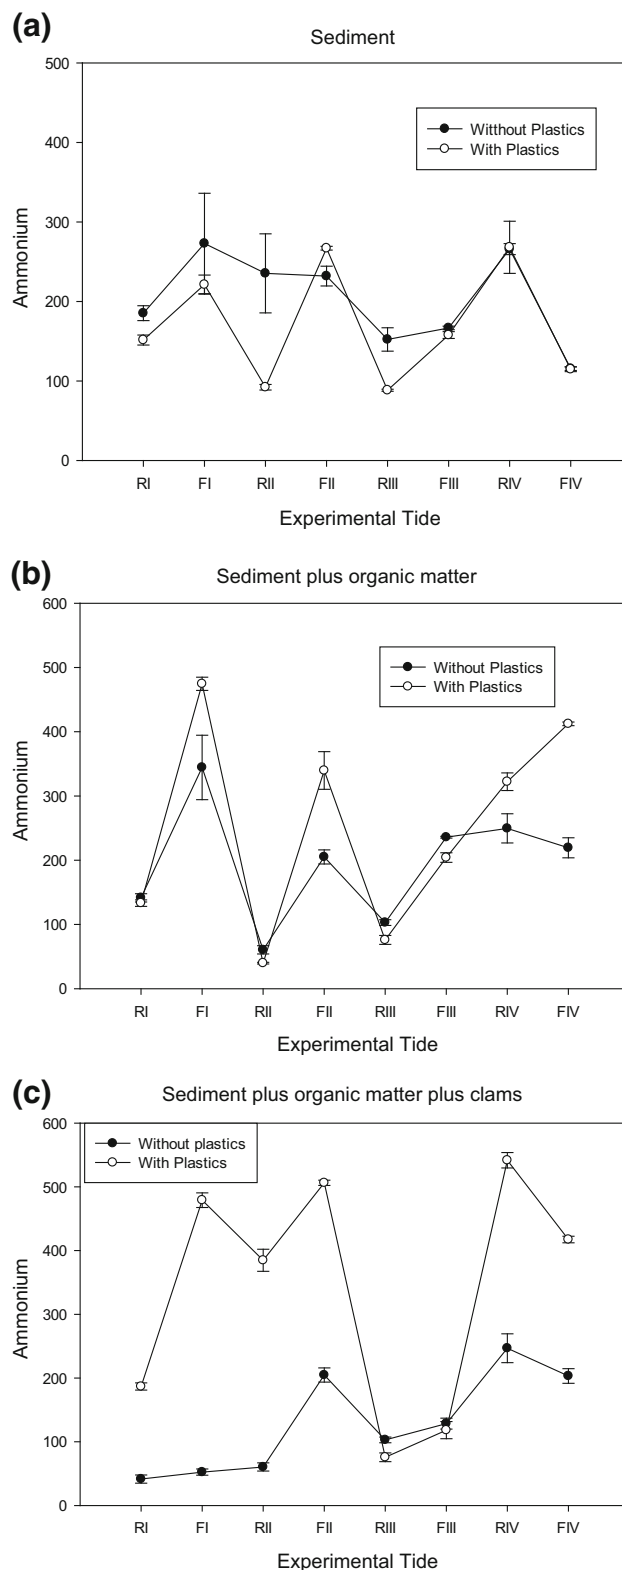 (a)
Sediment
500
400
300
200
100
0
Ammonium
Witthout Plastics
With Plastics
RI FI RII FII RIII FIII RIV FIV
Experimental Tide
(b)
Sediment plus organic matter
600
500
400
300
200
100
0
Ammonium
Without Plastics
With Plastics
RI FI RII FII RIII FIII RIV FIV
Experimental Tide
(c)
Sediment plus organic matter plus clams
600
500
400
300
200
100
0
Ammonium
Without plastics
With Plastics
RI FI RII FII RIII FIII RIV FIV
Experimental Tide